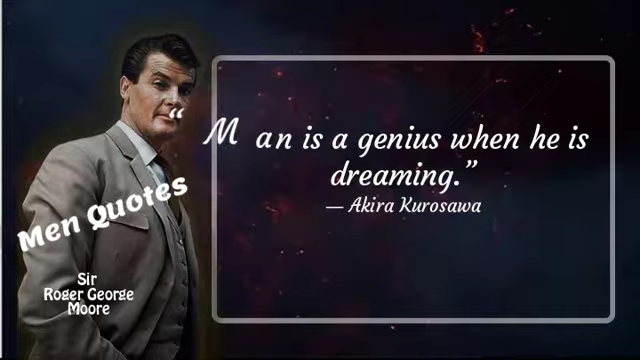 “Man is a genius when he is
dreaming.”
— Akira Kurosawa
Men Quotes
Sir
Roger George
Moore